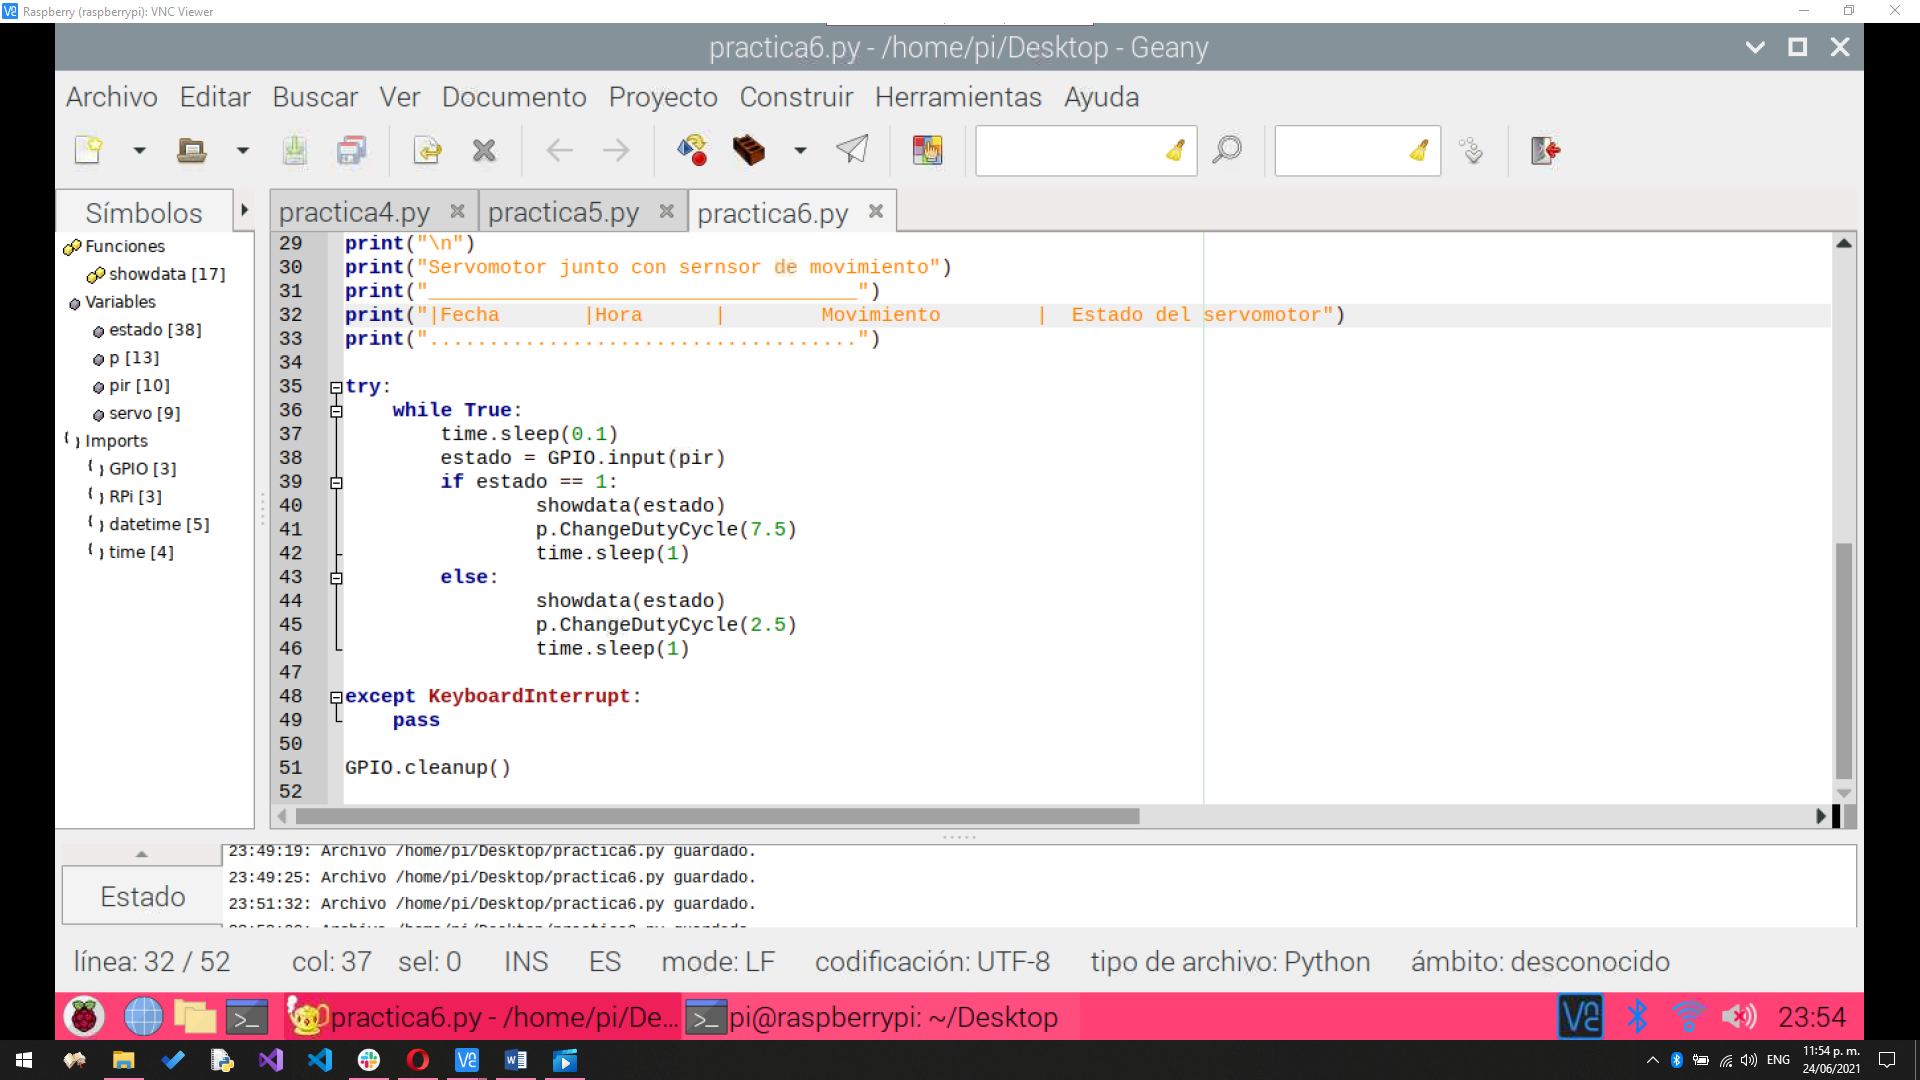 Raspberry (raspberrypi): VNC Viewer
practica6.py - /home/pi/Desktop - Geany
Archivo Editar Buscar Ver Documento Proyecto Construir Herramientas Ayuda
Símbolos
practica4.py practica5.py practica6.py
Funciones
showdata [17]
Variables
estado [38]
p [13]
pir [10]
servo [9]
Imports
GPIO [3]
RPi [3]
datetime [5]
time [4]
29 print("\n")
30 print("Servomotor junto con sernsor de movimiento")
31 print("____________________________________")
32 print("|Fecha       |Hora      |        Movimiento        |  Estado del servomotor")
33 print("....................................")
34
35 try:
36     while True:
37         time.sleep(0.1)
38         estado = GPIO.input(pir)
39         if estado == 1:
40                 showdata(estado)
41                 p.ChangeDutyCycle(7.5)
42                 time.sleep(1)
43         else:
44                 showdata(estado)
45                 p.ChangeDutyCycle(2.5)
46                 time.sleep(1)
47
48 except KeyboardInterrupt:
49     pass
50
51 GPIO.cleanup()
52
Estado
23:49:19: Archivo /home/pi/Desktop/practica6.py guardado.
23:49:25: Archivo /home/pi/Desktop/practica6.py guardado.
23:51:32: Archivo /home/pi/Desktop/practica6.py guardado.
línea: 32 / 52 col: 37 sel: 0 INS ES mode: LF codificación: UTF-8 tipo de archivo: Python ámbito: desconocido
practica6.py - /home/pi/De... pi@raspberrypi: ~/Desktop 23:54
ENG 11:54 p. m.
24/06/2021